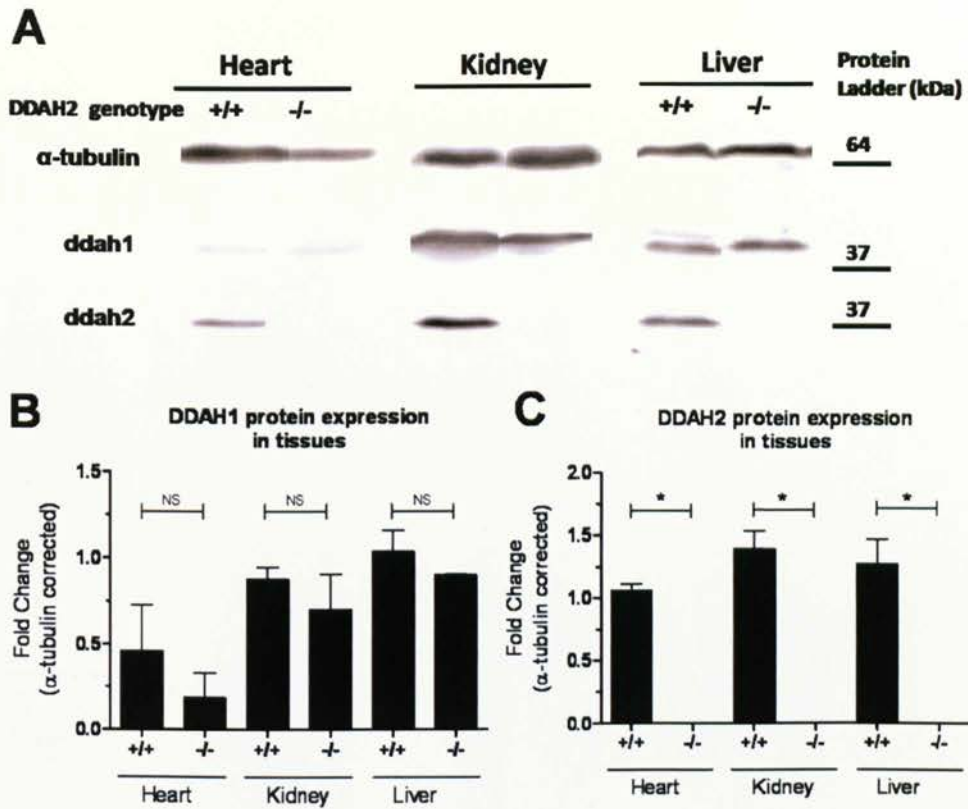 A
Heart Kidney Liver Protein
Ladder (kDa)
DDAH2 genotype +/+ -/- +/+ -/-
α-tubulin 64
ddah1 37
ddah2 37
B
DDAH1 protein expression
in tissues
Fold Change
(α-tubulin corrected)
1.5
1.0
0.5
0.0
NS NS NS
+/+ -/- +/+ -/- +/+ -/-
Heart Kidney Liver
C
DDAH2 protein expression
in tissues
Fold Change
(α-tubulin corrected)
2.0
1.5
1.0
0.5
0.0
* * *
+/+ -/- +/+ -/- +/+ -/-
Heart Kidney Liver